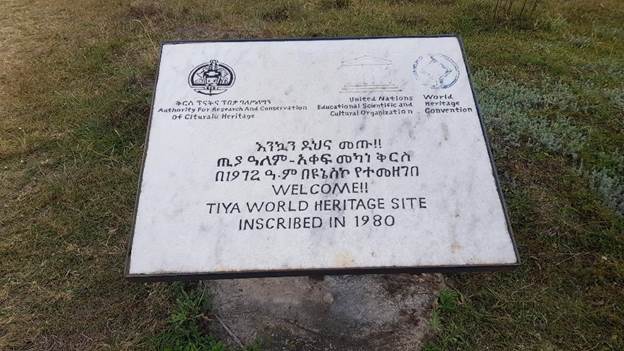 ቅርስ ጥናትና ጥበቃ ባለሥልጣን
Authority For Research And Conservation
Of Cituralu Heritage
United Nations
Educational Scientific and
Cultural Organization
World
Heritage
Convention
እንኳን ደህና መጡ!!
ጢያ ዓለም-አቀፍ መካነ ቅርስ
በ1972 ዓ.ም በዩኔስኮ የተመዘገበ
WELCOME!!
TIYA WORLD HERITAGE SITE
INSCRIBED IN 1980